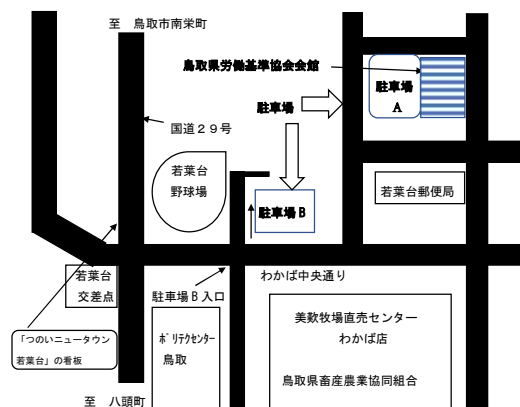 至 鳥取市南栄町
鳥取県労働基準協会会館
駐車場
A
駐車場
国道29号
若葉台
野球場
駐車場B
若葉台郵便局
若葉台
交差点
駐車場B入口
わかば中央通り
「つのいニュータウン
若葉台」の看板
ポリテクセンター
鳥取
美歎牧場直売センター
わかば店
鳥取県畜産農業協同組合
至 八頭町